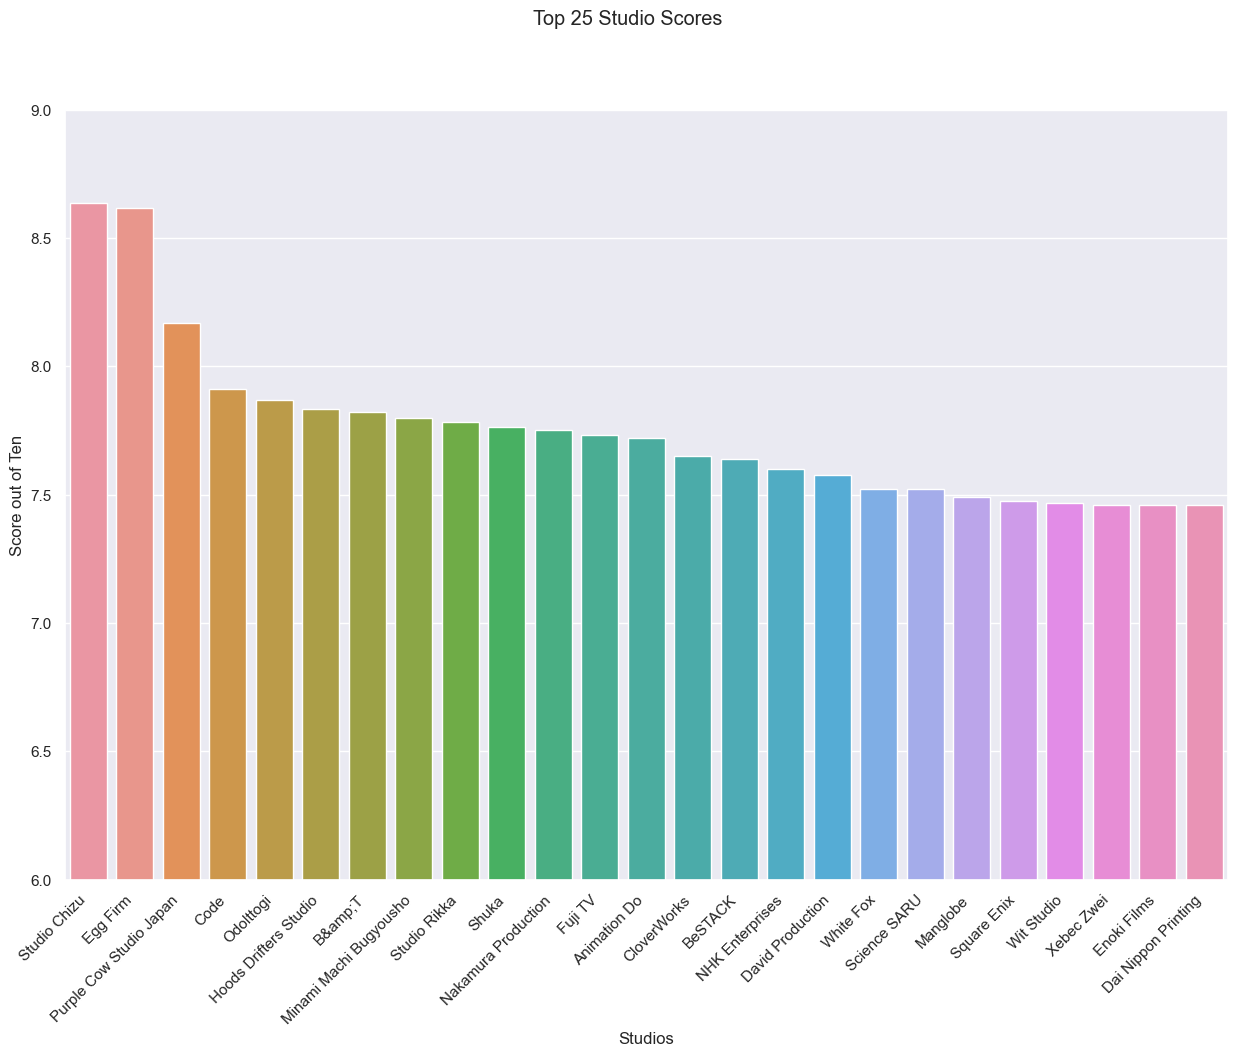 Top 25 Studio Scores
9.0
8.5
8.0
7.5
7.0
6.5
6.0
Score out of Ten
Studio Chizu
Egg Firm
Purple Cow Studio Japan
Code
Odolttogi
Hoods Drifters Studio
B&amp;T
Minami Machi Bugyousho
Studio Rikka
Shuka
Nakamura Production
Fuji TV
Animation Do
CloverWorks
BeSTACK
NHK Enterprises
David Production
White Fox
Science SARU
Manglobe
Square Enix
Wit Studio
Xebec Zwei
Enoki Films
Dai Nippon Printing
Studios